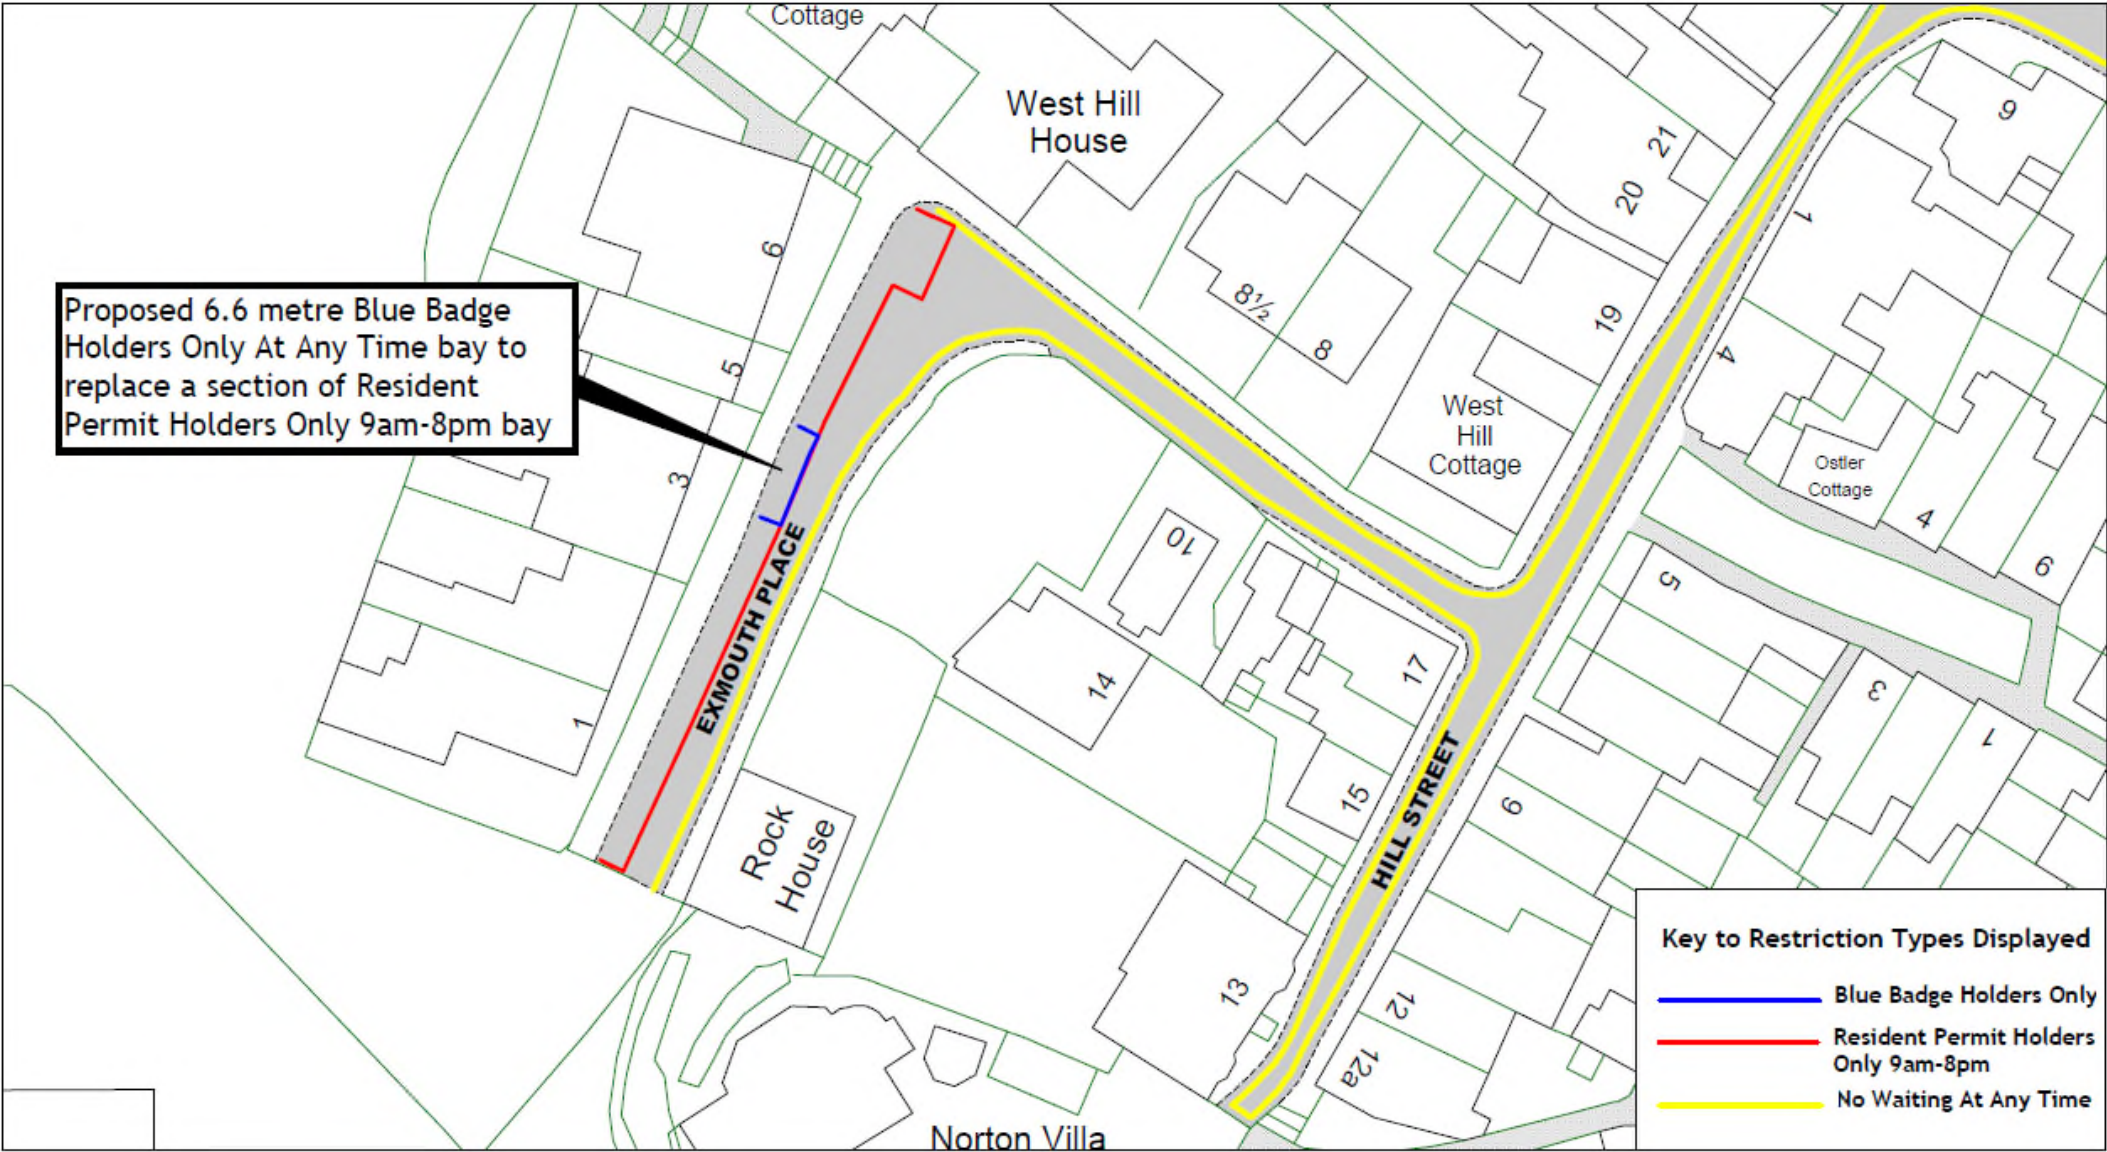 Cottage
West Hill
House
Proposed 6.6 metre Blue Badge
Holders Only At Any Time bay to
replace a section of Resident
Permit Holders Only 9am-8pm bay
6
5
3
1
EXMOUTH PLACE
Rock
House
8½
8
21
20
19
West
Hill
Cottage
10
14
17
15
13
HILL STREET
9
1
4
Ostler
Cottage
4
6
5
3
1
9
12
12a
Norton Villa
Key to Restriction Types Displayed
Blue Badge Holders Only
Resident Permit Holders
Only 9am-8pm
No Waiting At Any Time